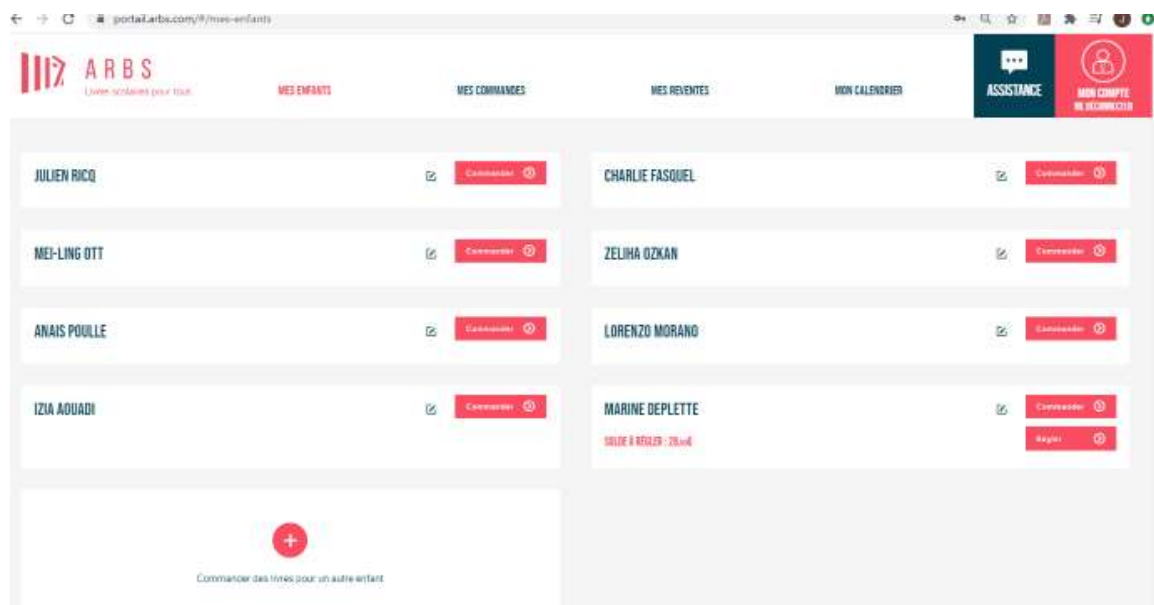 portail.arbs.com/#/mes-enfants
ARBS
Livres scolaires pour tous
MES ENFANTS
MES COMMANDES
MES REVENTES
MON CALENDRIER
ASSISTANCE
MON COMPTE
ME DÉCONNECTER
JULIEN RICQ
Commander
CHARLIE FASQUEL
Commander
MEI-LING OTT
Commander
ZELIHA OZKAN
Commander
ANAIS POULLE
Commander
LORENZO MORANO
Commander
IZIA AOUADI
Commander
MARINE DEPLETTE
Commander
SOLDE À RÉGLER :
Régler
Commander des livres pour un autre enfant